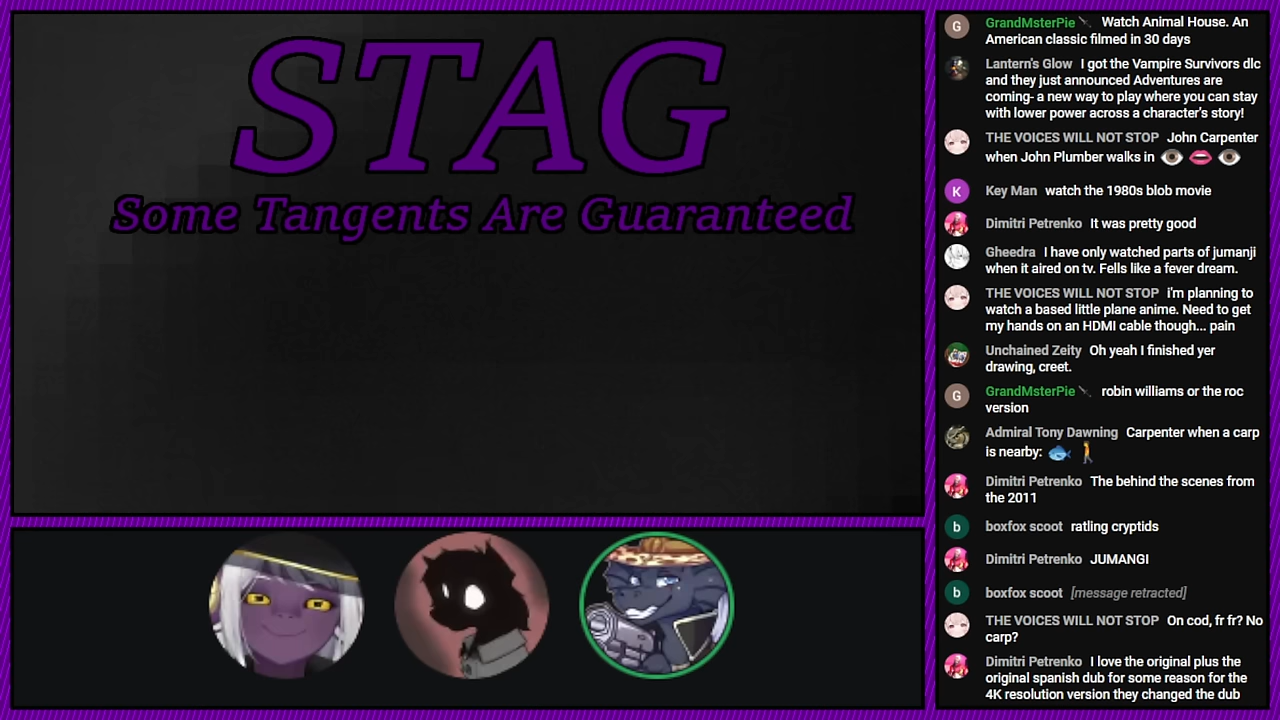 STAG
Some Tangents Are Guaranteed
G
GrandMsterPie Watch Animal House. An
American classic filmed in 30 days
Lantern's Glow I got the Vampire Survivors dlc
and they just announced Adventures are
coming- a new way to play where you can stay
with lower power across a character's story!
THE VOICES WILL NOT STOP John Carpenter
when John Plumber walks in 👁️ 👄 👁️
K
Key Man watch the 1980s blob movie
Dimitri Petrenko It was pretty good
Gheedra I have only watched parts of jumanji
when it aired on tv. Fells like a fever dream.
THE VOICES WILL NOT STOP i'm planning to
watch a based little plane anime. Need to get
my hands on an HDMI cable though... pain
Unchained Zeity Oh yeah I finished yer
drawing, creet.
G
GrandMsterPie robin williams or the roc
version
Admiral Tony Dawning Carpenter when a carp
is nearby: 🐟 🚶
Dimitri Petrenko The behind the scenes from
the 2011
b
boxfox scoot ratling cryptids
Dimitri Petrenko JUMANGI
b
boxfox scoot [message retracted]
THE VOICES WILL NOT STOP On cod, fr fr? No
carp?
Dimitri Petrenko I love the original plus the
original spanish dub for some reason for the
4K resolution version they changed the dub